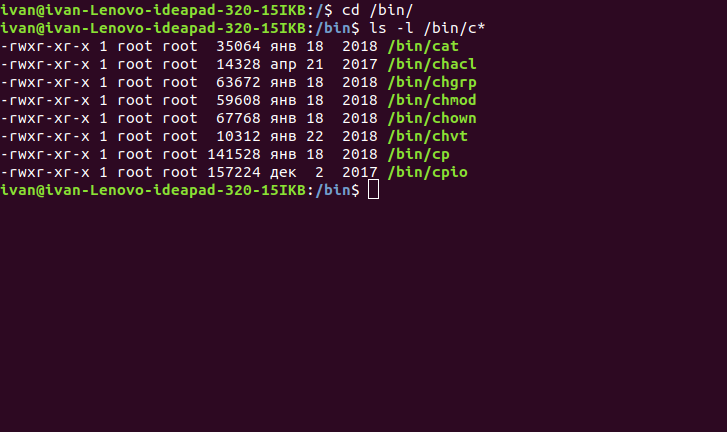 ivan@ivan-Lenovo-ideapad-320-15IKB:/$ cd /bin/
ivan@ivan-Lenovo-ideapad-320-15IKB:/bin$ ls -l /bin/c*
-rwxr-xr-x 1 root root  35064 янв 18  2018 /bin/cat
-rwxr-xr-x 1 root root  14328 апр 21  2017 /bin/chacl
-rwxr-xr-x 1 root root  63672 янв 18  2018 /bin/chgrp
-rwxr-xr-x 1 root root  59608 янв 18  2018 /bin/chmod
-rwxr-xr-x 1 root root  67768 янв 18  2018 /bin/chown
-rwxr-xr-x 1 root root  10312 янв 22  2018 /bin/chvt
-rwxr-xr-x 1 root root 141528 янв 18  2018 /bin/cp
-rwxr-xr-x 1 root root 157224 дек  2  2017 /bin/cpio
ivan@ivan-Lenovo-ideapad-320-15IKB:/bin$